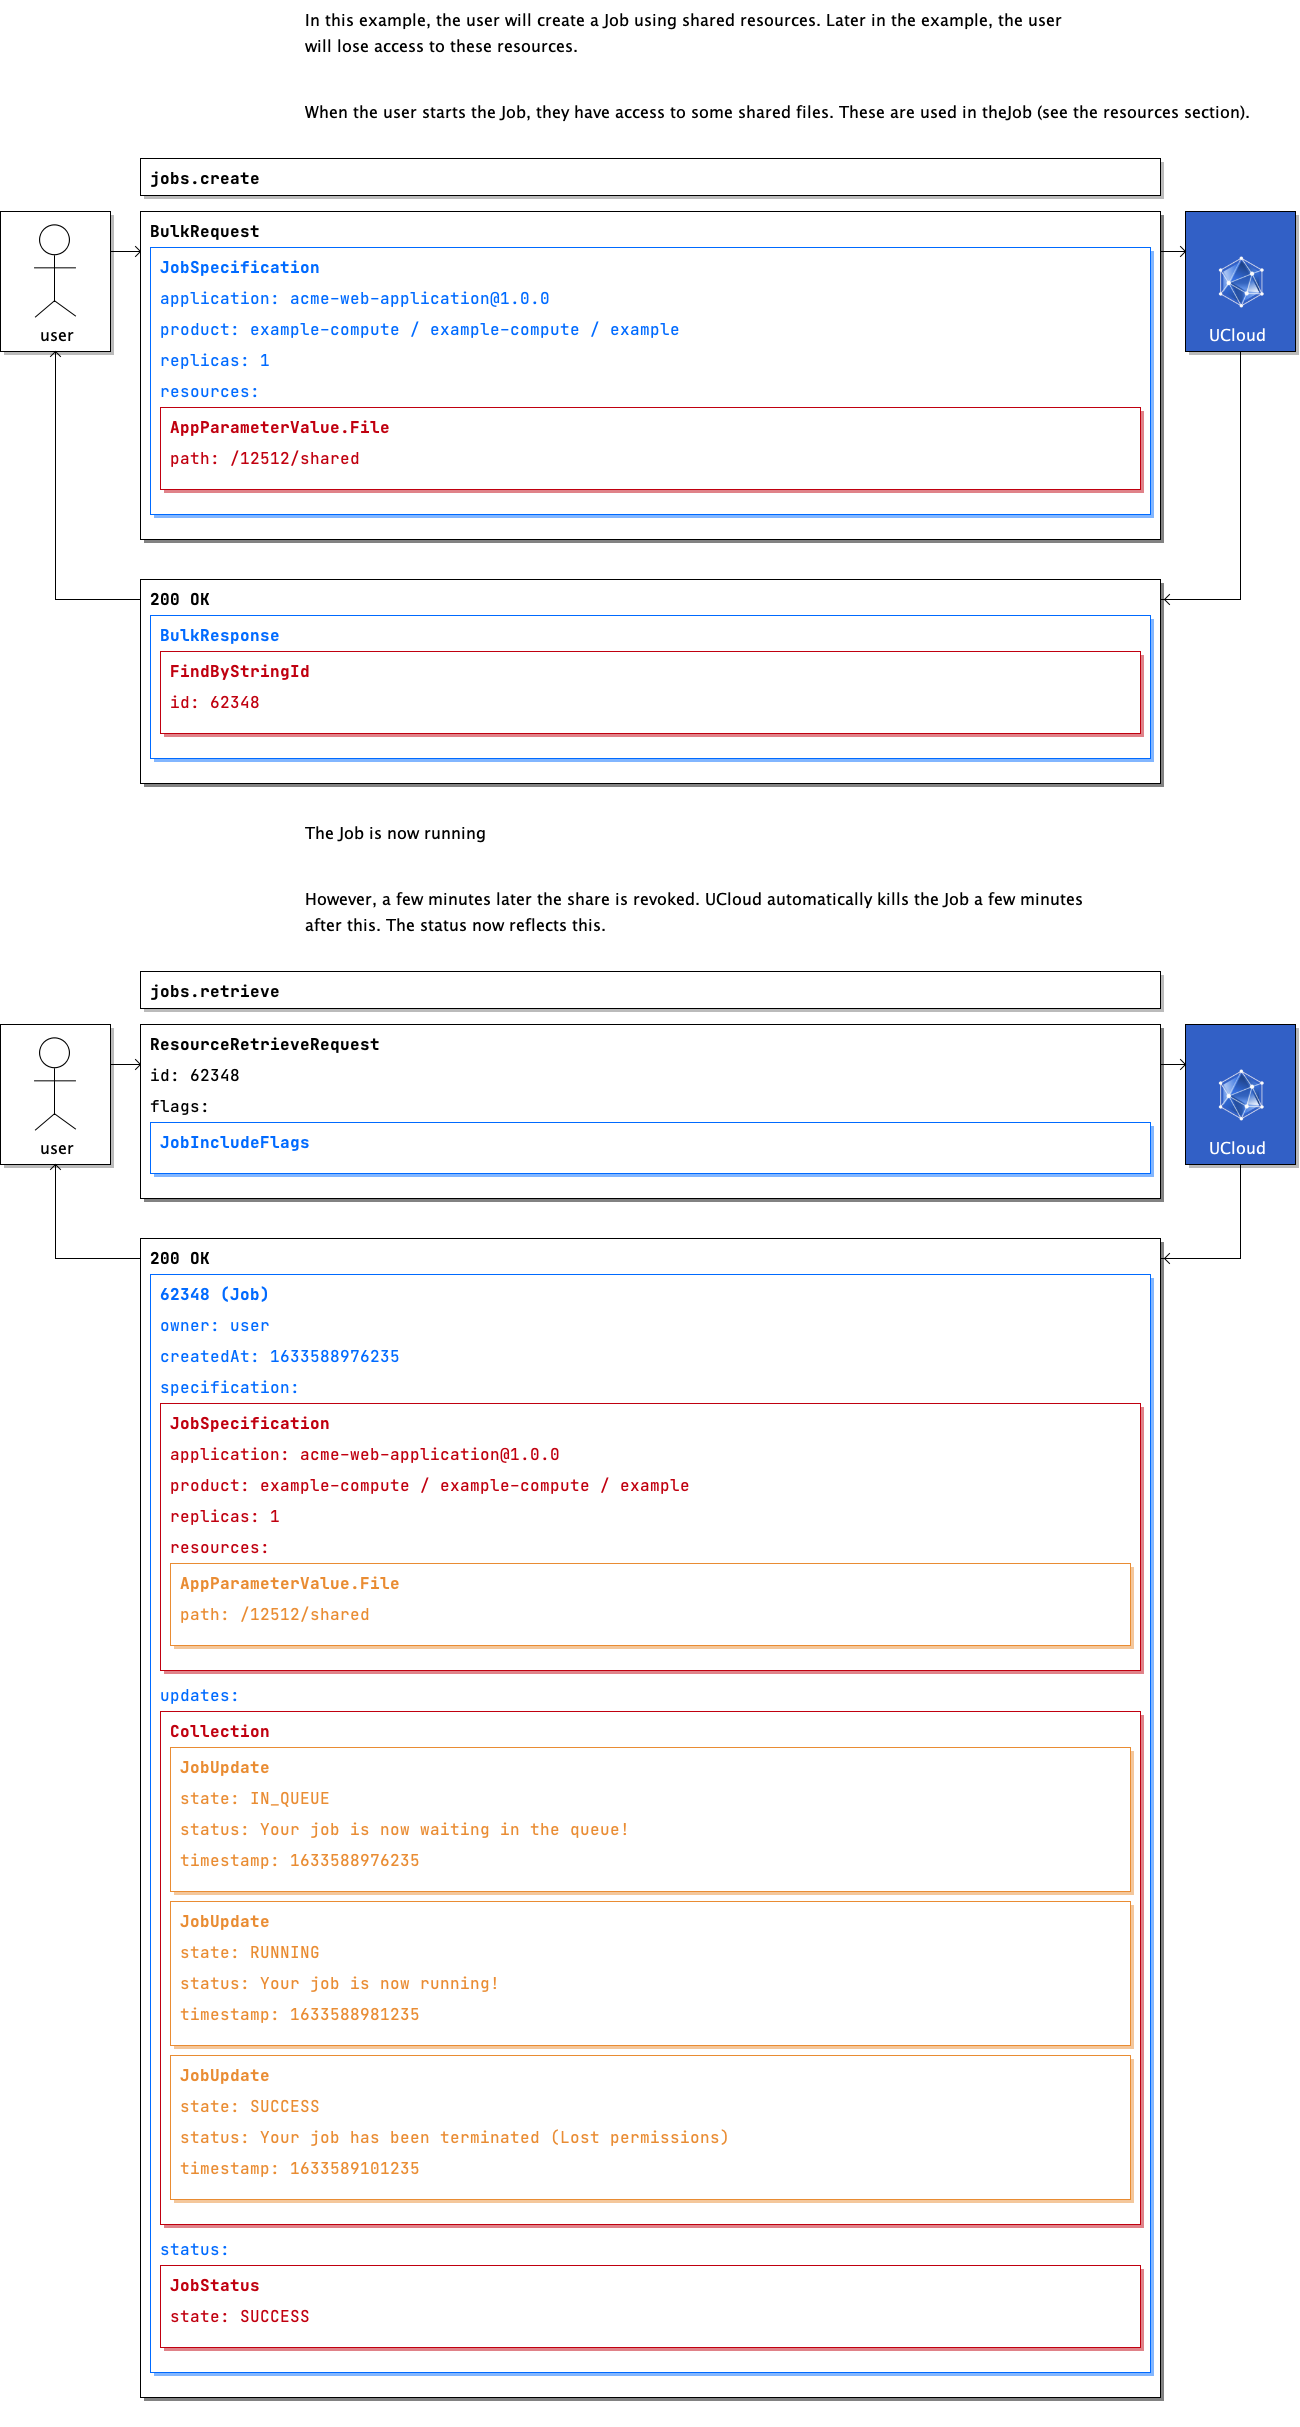 In this example, the user will create a Job using shared resources. Later in the example, the user
will lose access to these resources.
When the user starts the Job, they have access to some shared files. These are used in theJob (see the resources section).
jobs.create
user
BulkRequest
JobSpecification
application: acme-web-application@1.0.0
product: example-compute / example-compute / example
replicas: 1
resources:
AppParameterValue.File
path: /12512/shared
UCloud
200 OK
BulkResponse
FindByStringId
id: 62348
The Job is now running
However, a few minutes later the share is revoked. UCloud automatically kills the Job a few minutes
after this. The status now reflects this.
jobs.retrieve
user
ResourceRetrieveRequest
id: 62348
flags:
JobIncludeFlags
UCloud
200 OK
62348 (Job)
owner: user
createdAt: 1633588976235
specification:
JobSpecification
application: acme-web-application@1.0.0
product: example-compute / example-compute / example
replicas: 1
resources:
AppParameterValue.File
path: /12512/shared
updates:
Collection
JobUpdate
state: IN_QUEUE
status: Your job is now waiting in the queue!
timestamp: 1633588976235
JobUpdate
state: RUNNING
status: Your job is now running!
timestamp: 1633588981235
JobUpdate
state: SUCCESS
status: Your job has been terminated (Lost permissions)
timestamp: 1633589101235
status:
JobStatus
state: SUCCESS